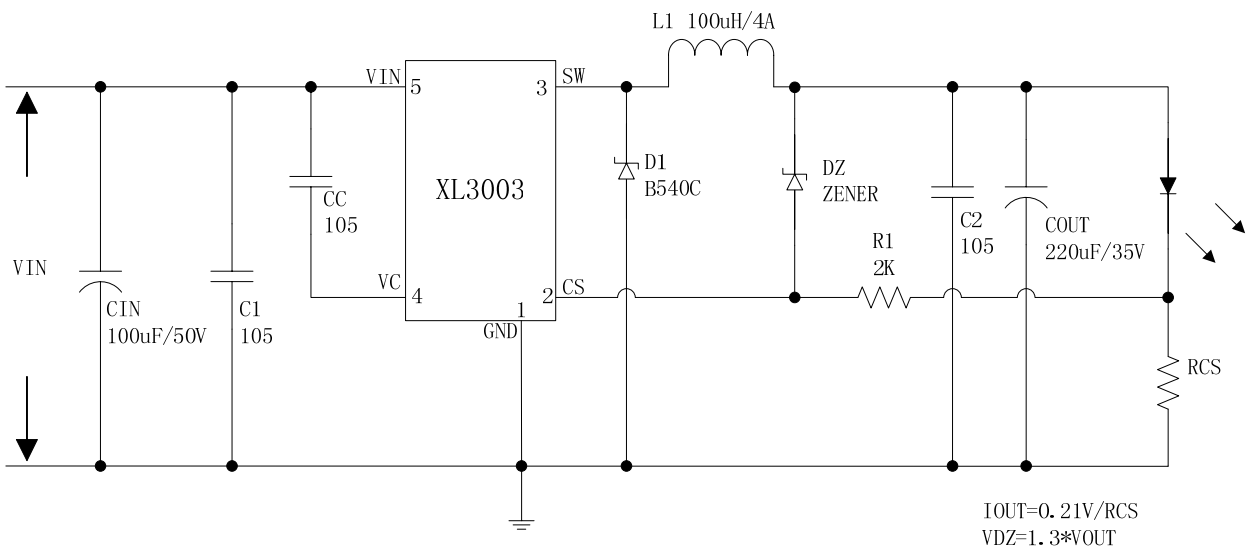 L1 100uH/4A
VIN
5
3
SW
XL3003
D1
B540C
DZ
ZENER
CC
105
C2
105
COUT
220uF/35V
R1
2K
VIN
VC
4
2
CS
1
GND
CIN
100uF/50V
C1
105
RCS
IOUT=0.21V/RCS
VDZ=1.3*VOUT